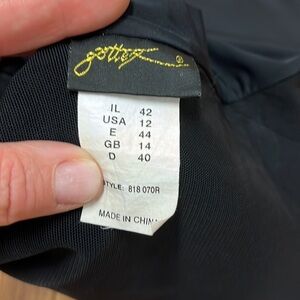 gottex ®
IL 42
USA 12
E 44
GB 14
D 40
STYLE: 818 070R
MADE IN CHINA